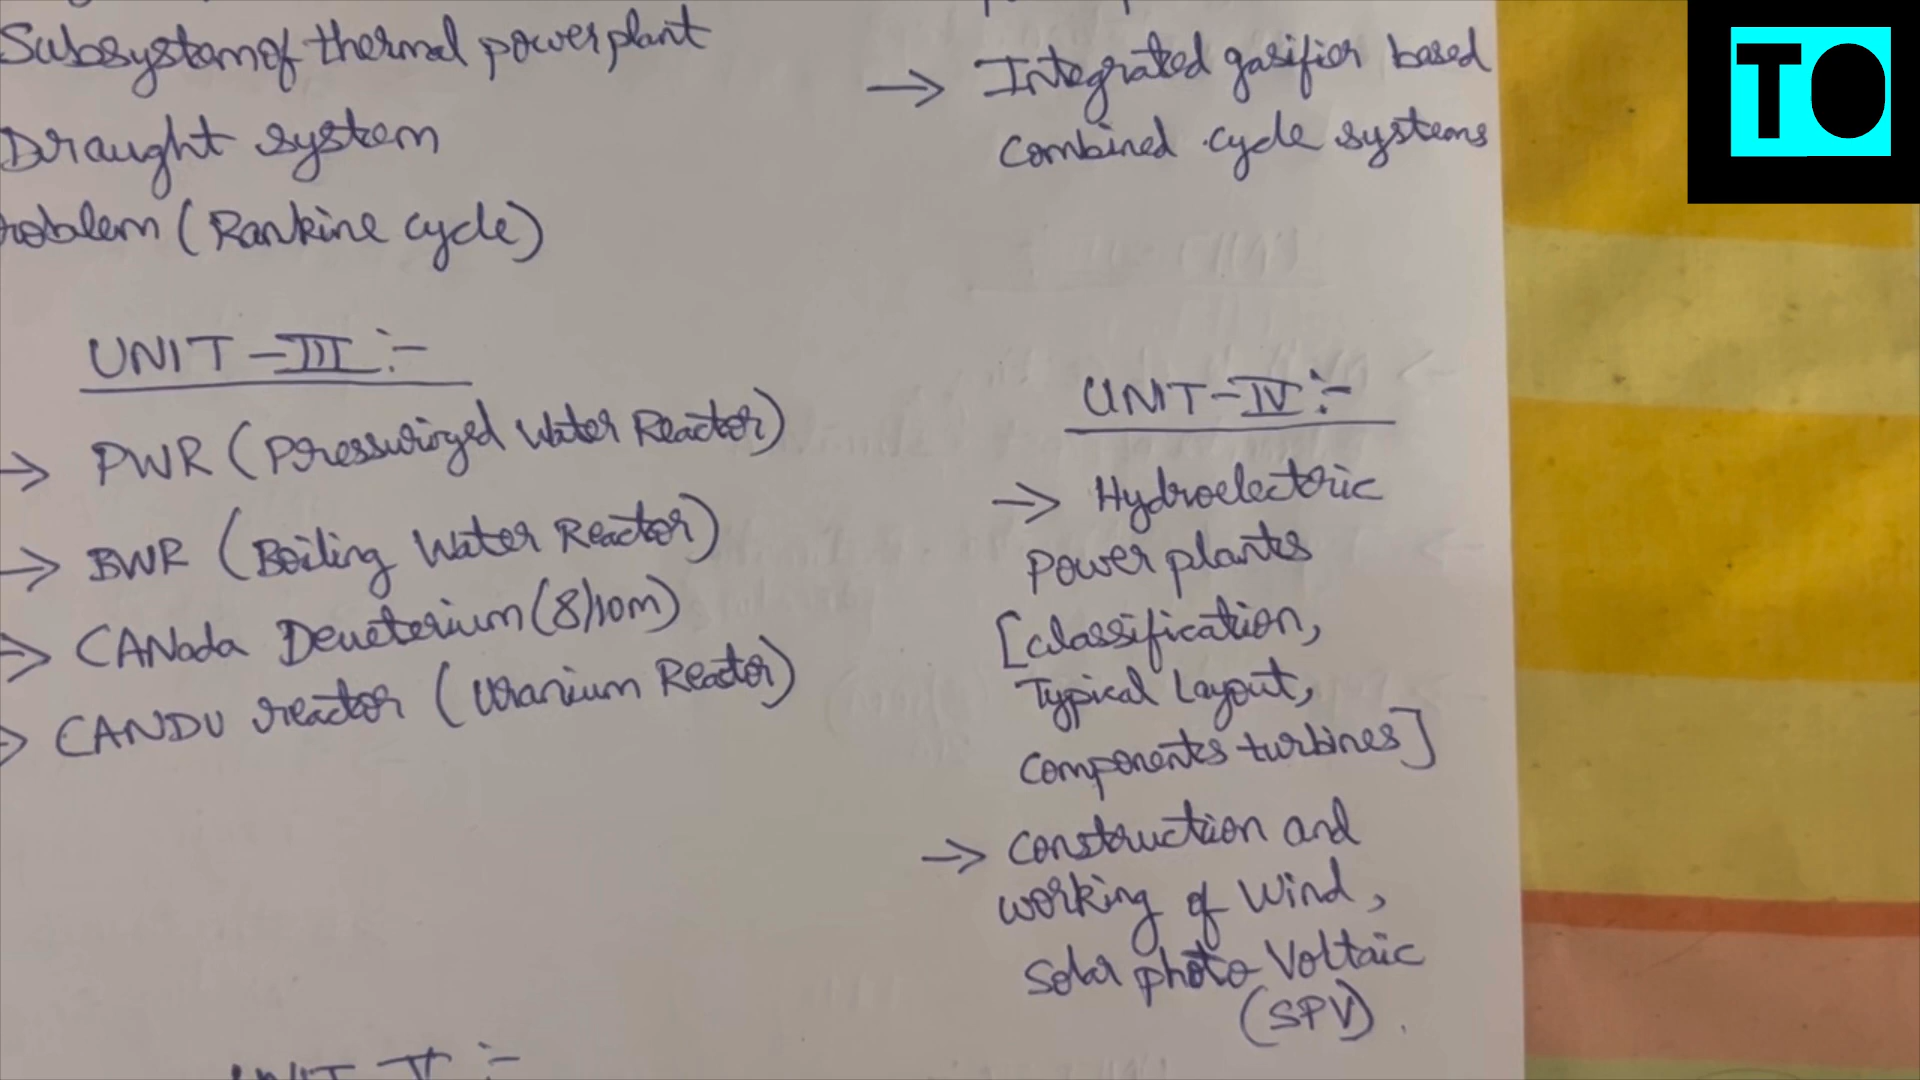 Subsystem of thermal power plant
Draught system
roblem (Rankine cycle)
→ Integrated gasifier based
combined cycle systems
UNIT-III :-
→ PWR (Pressurized Water Reactor)
→ BWR (Boiling Water Reactor)
→ CANada Deueterium (8/10m)
→ CANDU reactor (Uranium Reactor)
UNIT-IV :-
→ Hydroelectric
power plants
[classification,
Typical Layout,
components turbines]
→ construction and
working of Wind,
Solar photo Voltaic
(SPV).
UNIT V :-
TO